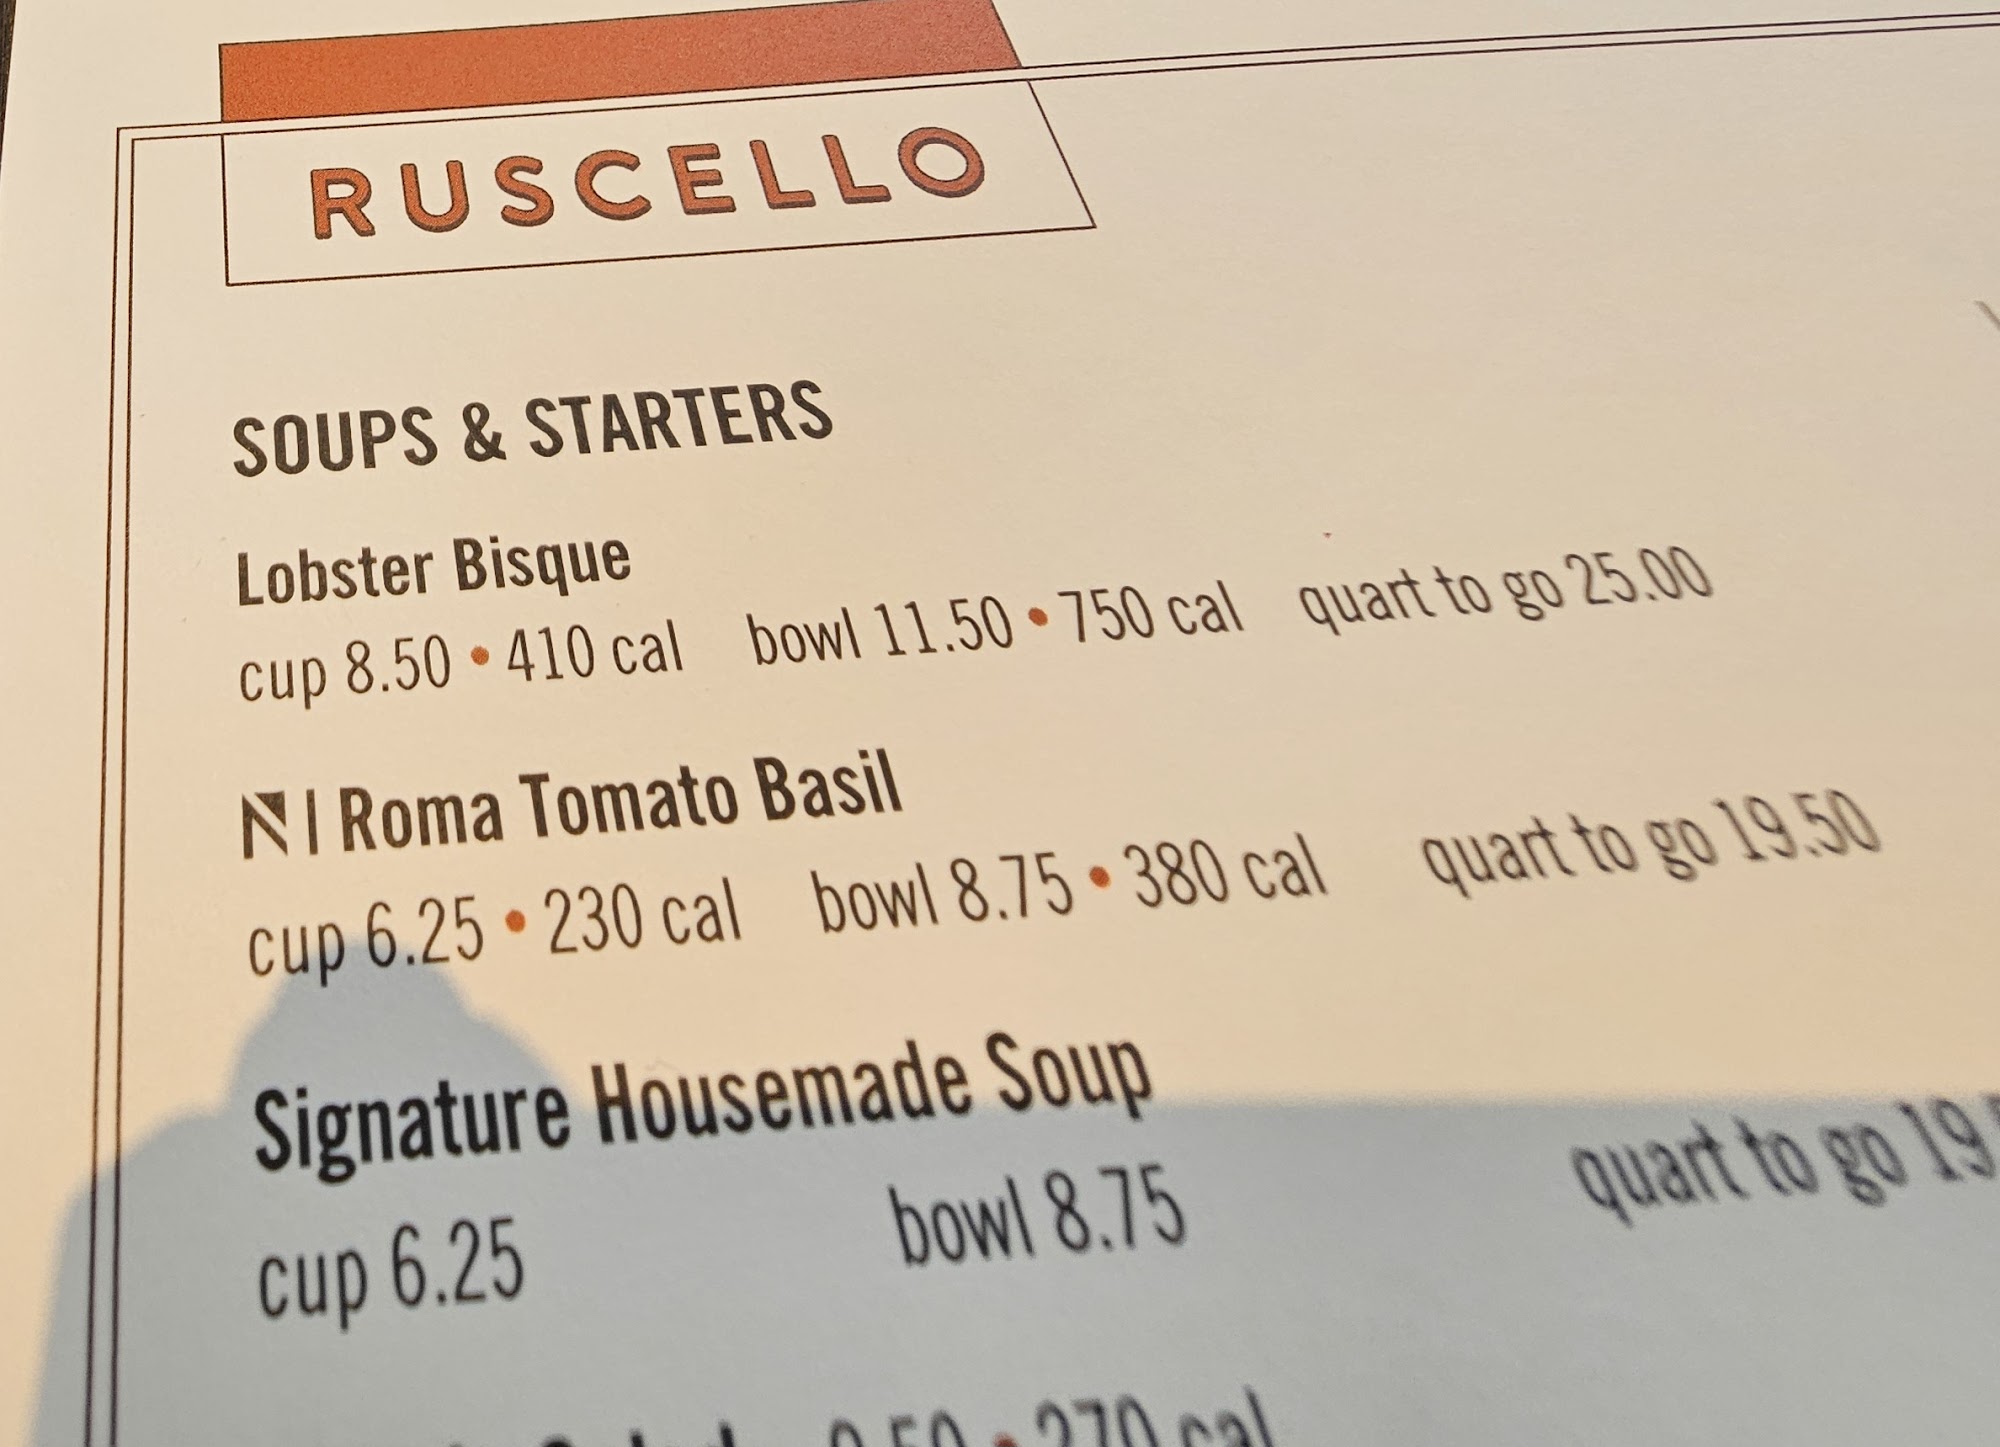 RUSCELLO
SOUPS & STARTERS
Lobster Bisque
cup 8.50 • 410 cal bowl 11.50 • 750 cal quart to go 25.00
N | Roma Tomato Basil
cup 6.25 • 230 cal bowl 8.75 • 380 cal quart to go 19.50
Signature Housemade Soup
cup 6.25 bowl 8.75 quart to go
270 cal